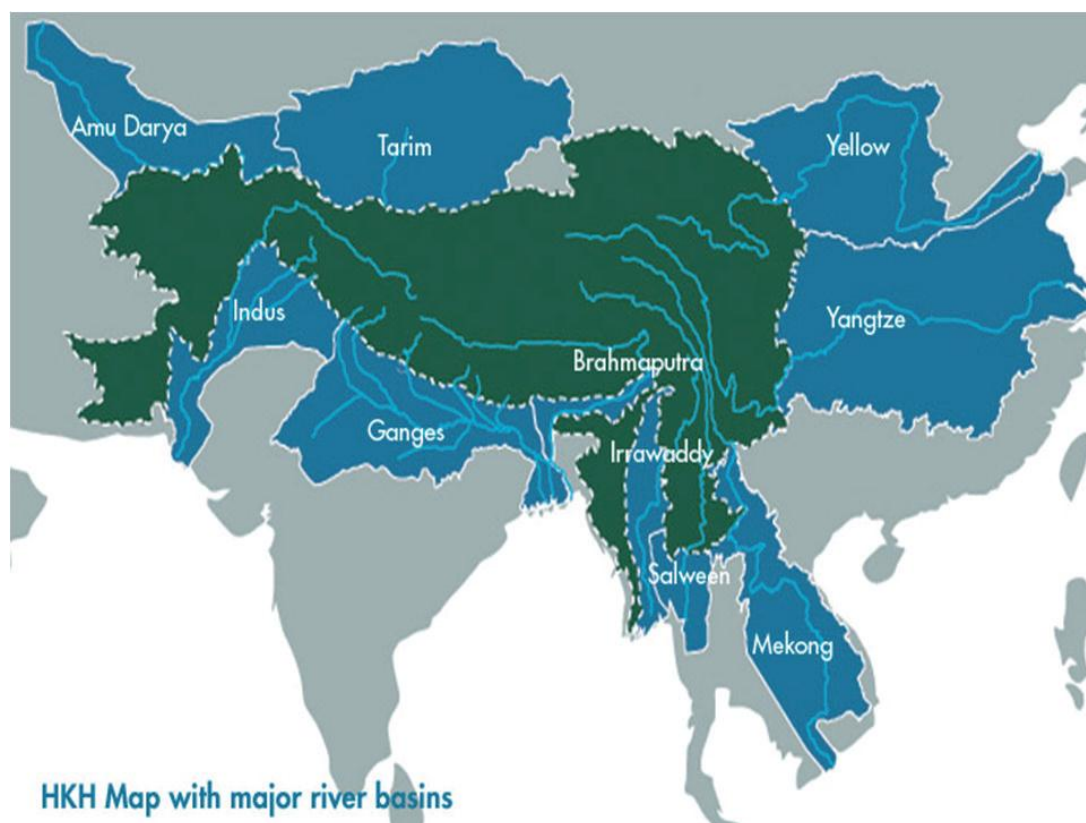 Amu Darya
Tarim
Yellow
Indus
Yangtze
Brahmaputra
Ganges
Irrawaddy
Salween
Mekong
HKH Map with major river basins